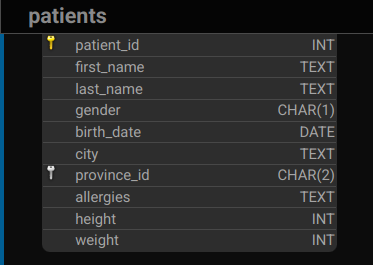 patients
patient_id INT
first_name TEXT
last_name TEXT
gender CHAR(1)
birth_date DATE
city TEXT
province_id CHAR(2)
allergies TEXT
height INT
weight INT